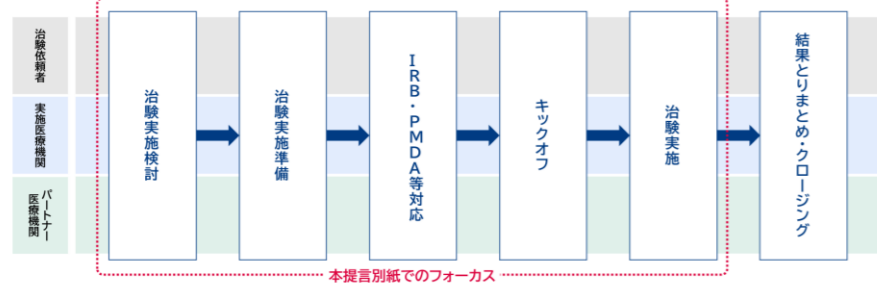 治験依頼者
実施医療機関
パートナー
医療機関
治験実施検討
治験実施準備
IRB・PMDA等対応
キックオフ
治験実施
結果とりまとめ・クロージング
本提言別紙でのフォーカス